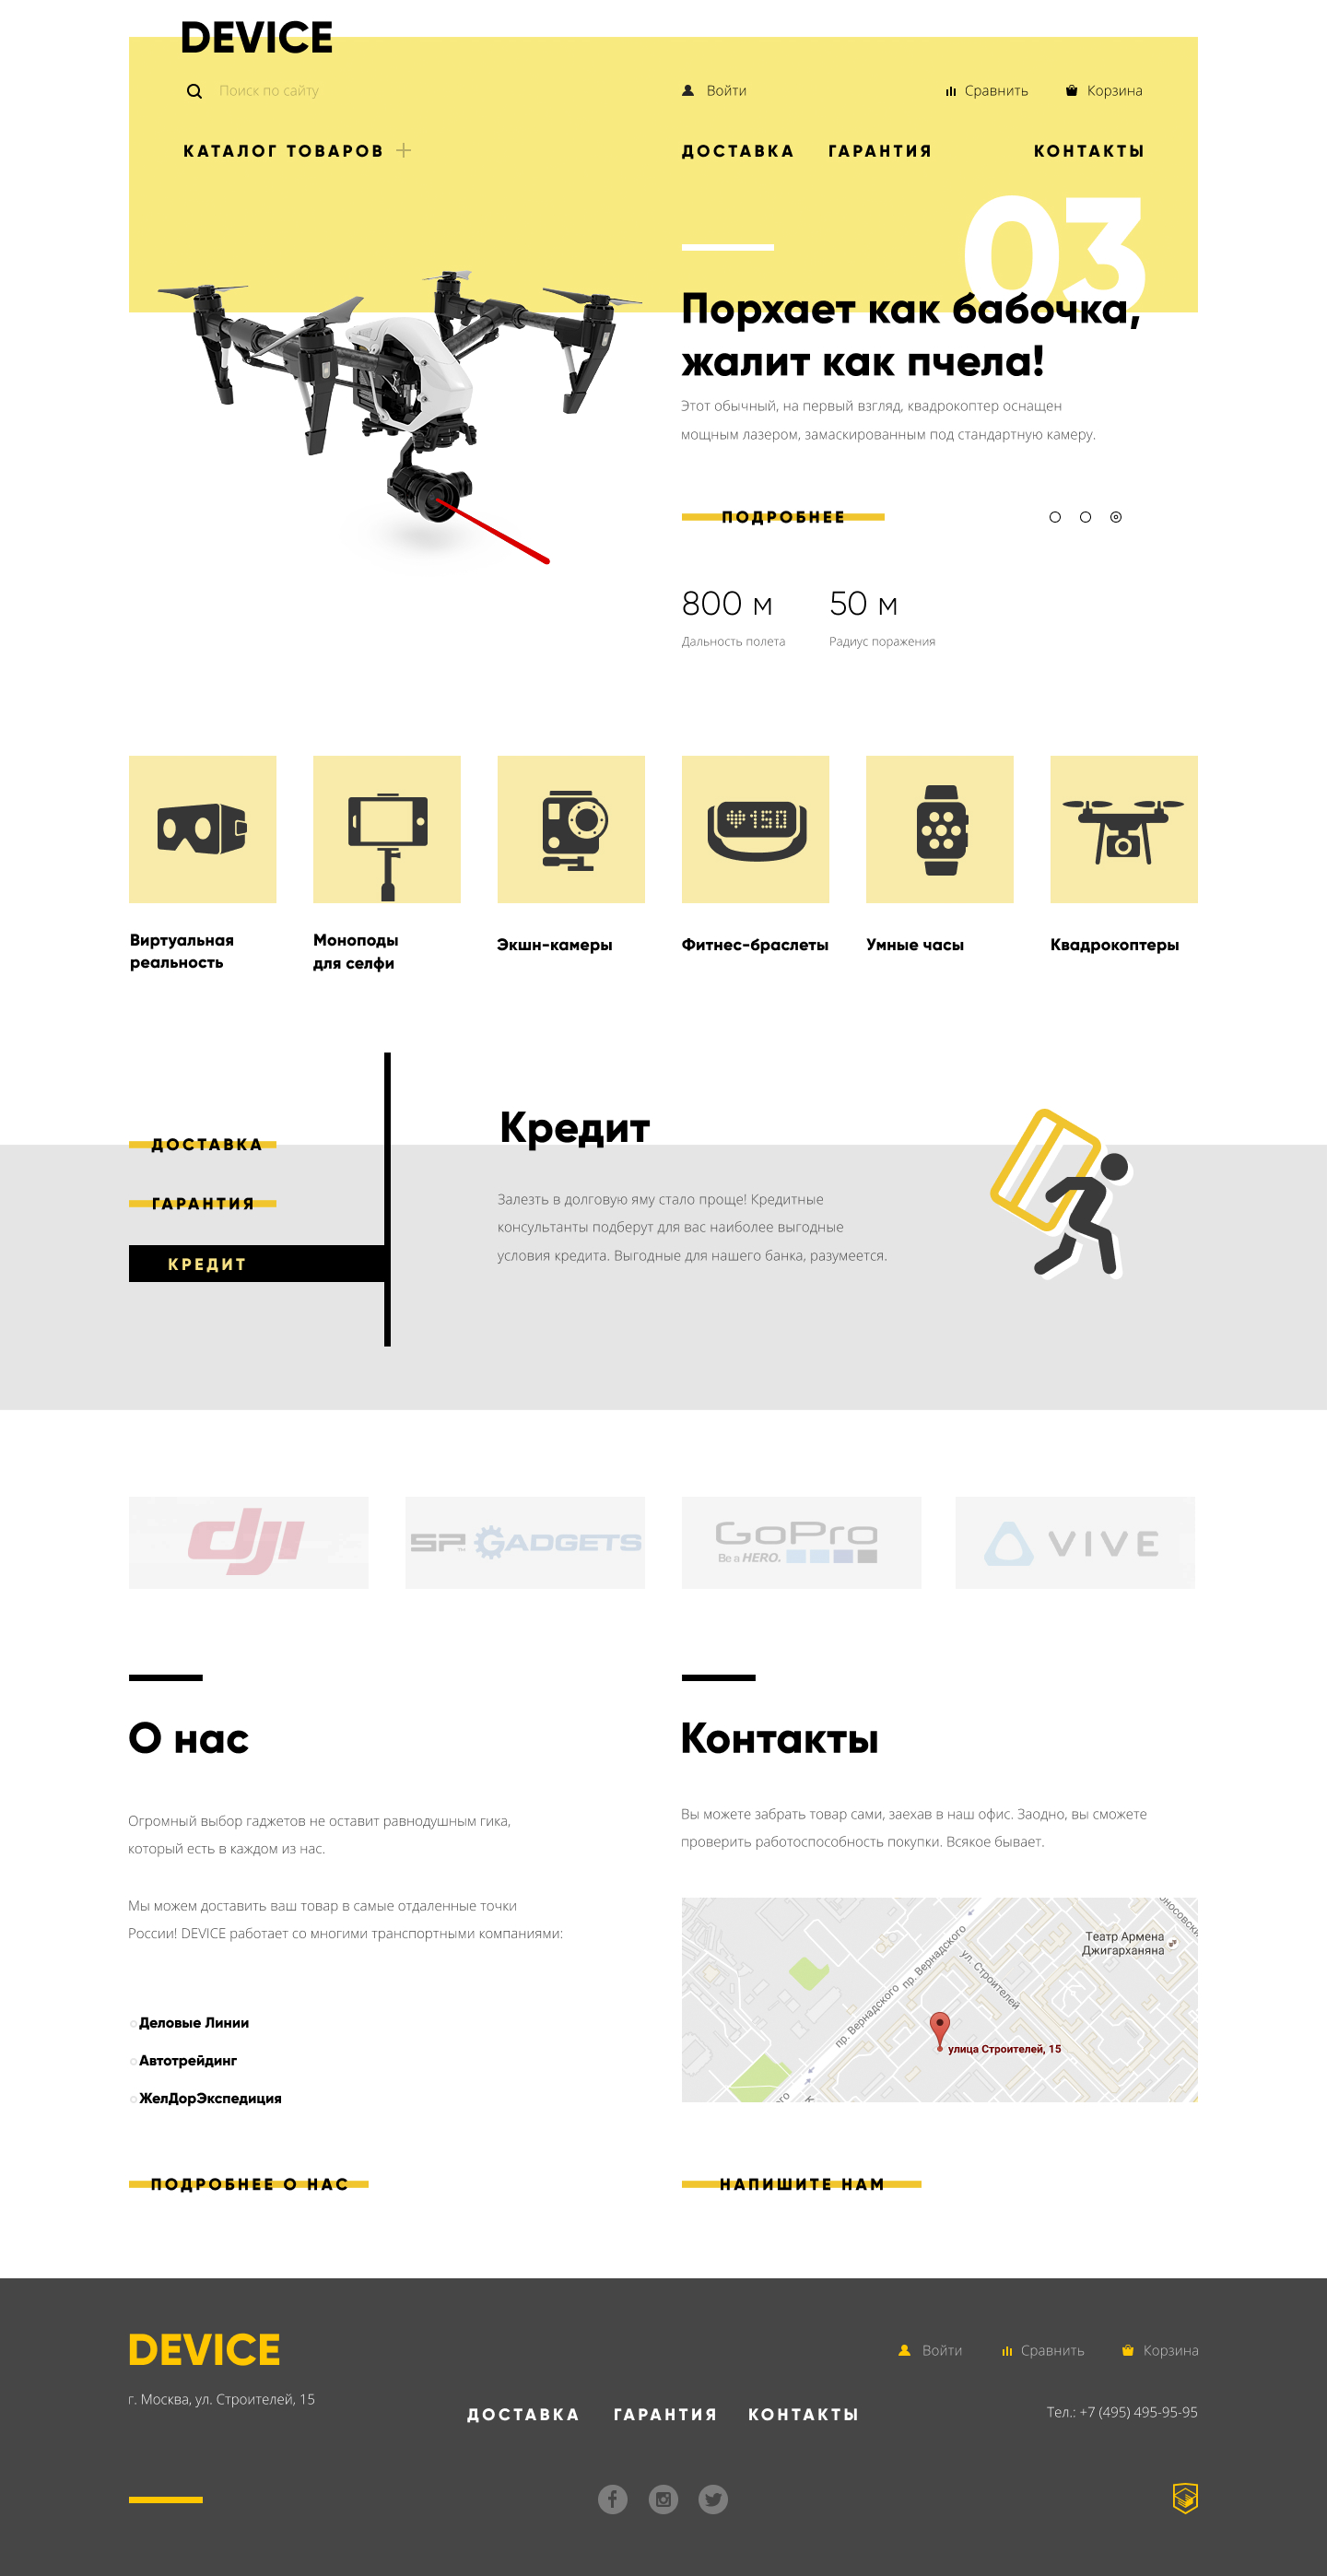 DEVICE
Поиск по сайту
Войти
Сравнить
Корзина
КАТАЛОГ ТОВАРОВ
ДОСТАВКА
ГАРАНТИЯ
КОНТАКТЫ
03
Порхает как бабочка,
жалит как пчела!
Этот обычный, на первый взгляд, квадрокоптер оснащен
мощным лазером, замаскированным под стандартную камеру.
ПОДРОБНЕЕ
800 м
50 м
Дальность полета
Радиус поражения
150
Виртуальная
реальность
Моноподы
для селфи
Экшн-камеры
Фитнес-браслеты
Умные часы
Квадрокоптеры
ДОСТАВКА
ГАРАНТИЯ
КРЕДИТ
Кредит
Залезть в долговую яму стало проще! Кредитные
консультанты подберут для вас наиболее выгодные
условия кредита. Выгодные для нашего банка, разумеется.
dji
SP GADGETS
GoPro
Be a HERO.
VIVE
О нас
Огромный выбор гаджетов не оставит равнодушным гика,
который есть в каждом из нас.
Мы можем доставить ваш товар в самые отдаленные точки
России! DEVICE работает со многими транспортными компаниями:
Деловые Линии
Автотрейдинг
ЖелДорЭкспедиция
ПОДРОБНЕЕ О НАС
Контакты
Вы можете забрать товар сами, заехав в наш офис. Заодно, вы сможете
проверить работоспособность покупки. Всякое бывает.
Театр Армена
Джигарханяна
пр. Вернадского
ул. Строителей
пр. Вернадского
улица Строителей, 15
НАПИШИТЕ НАМ
DEVICE
г. Москва, ул. Строителей, 15
Войти
Сравнить
Корзина
ДОСТАВКА
ГАРАНТИЯ
КОНТАКТЫ
Тел.: +7 (495) 495-95-95